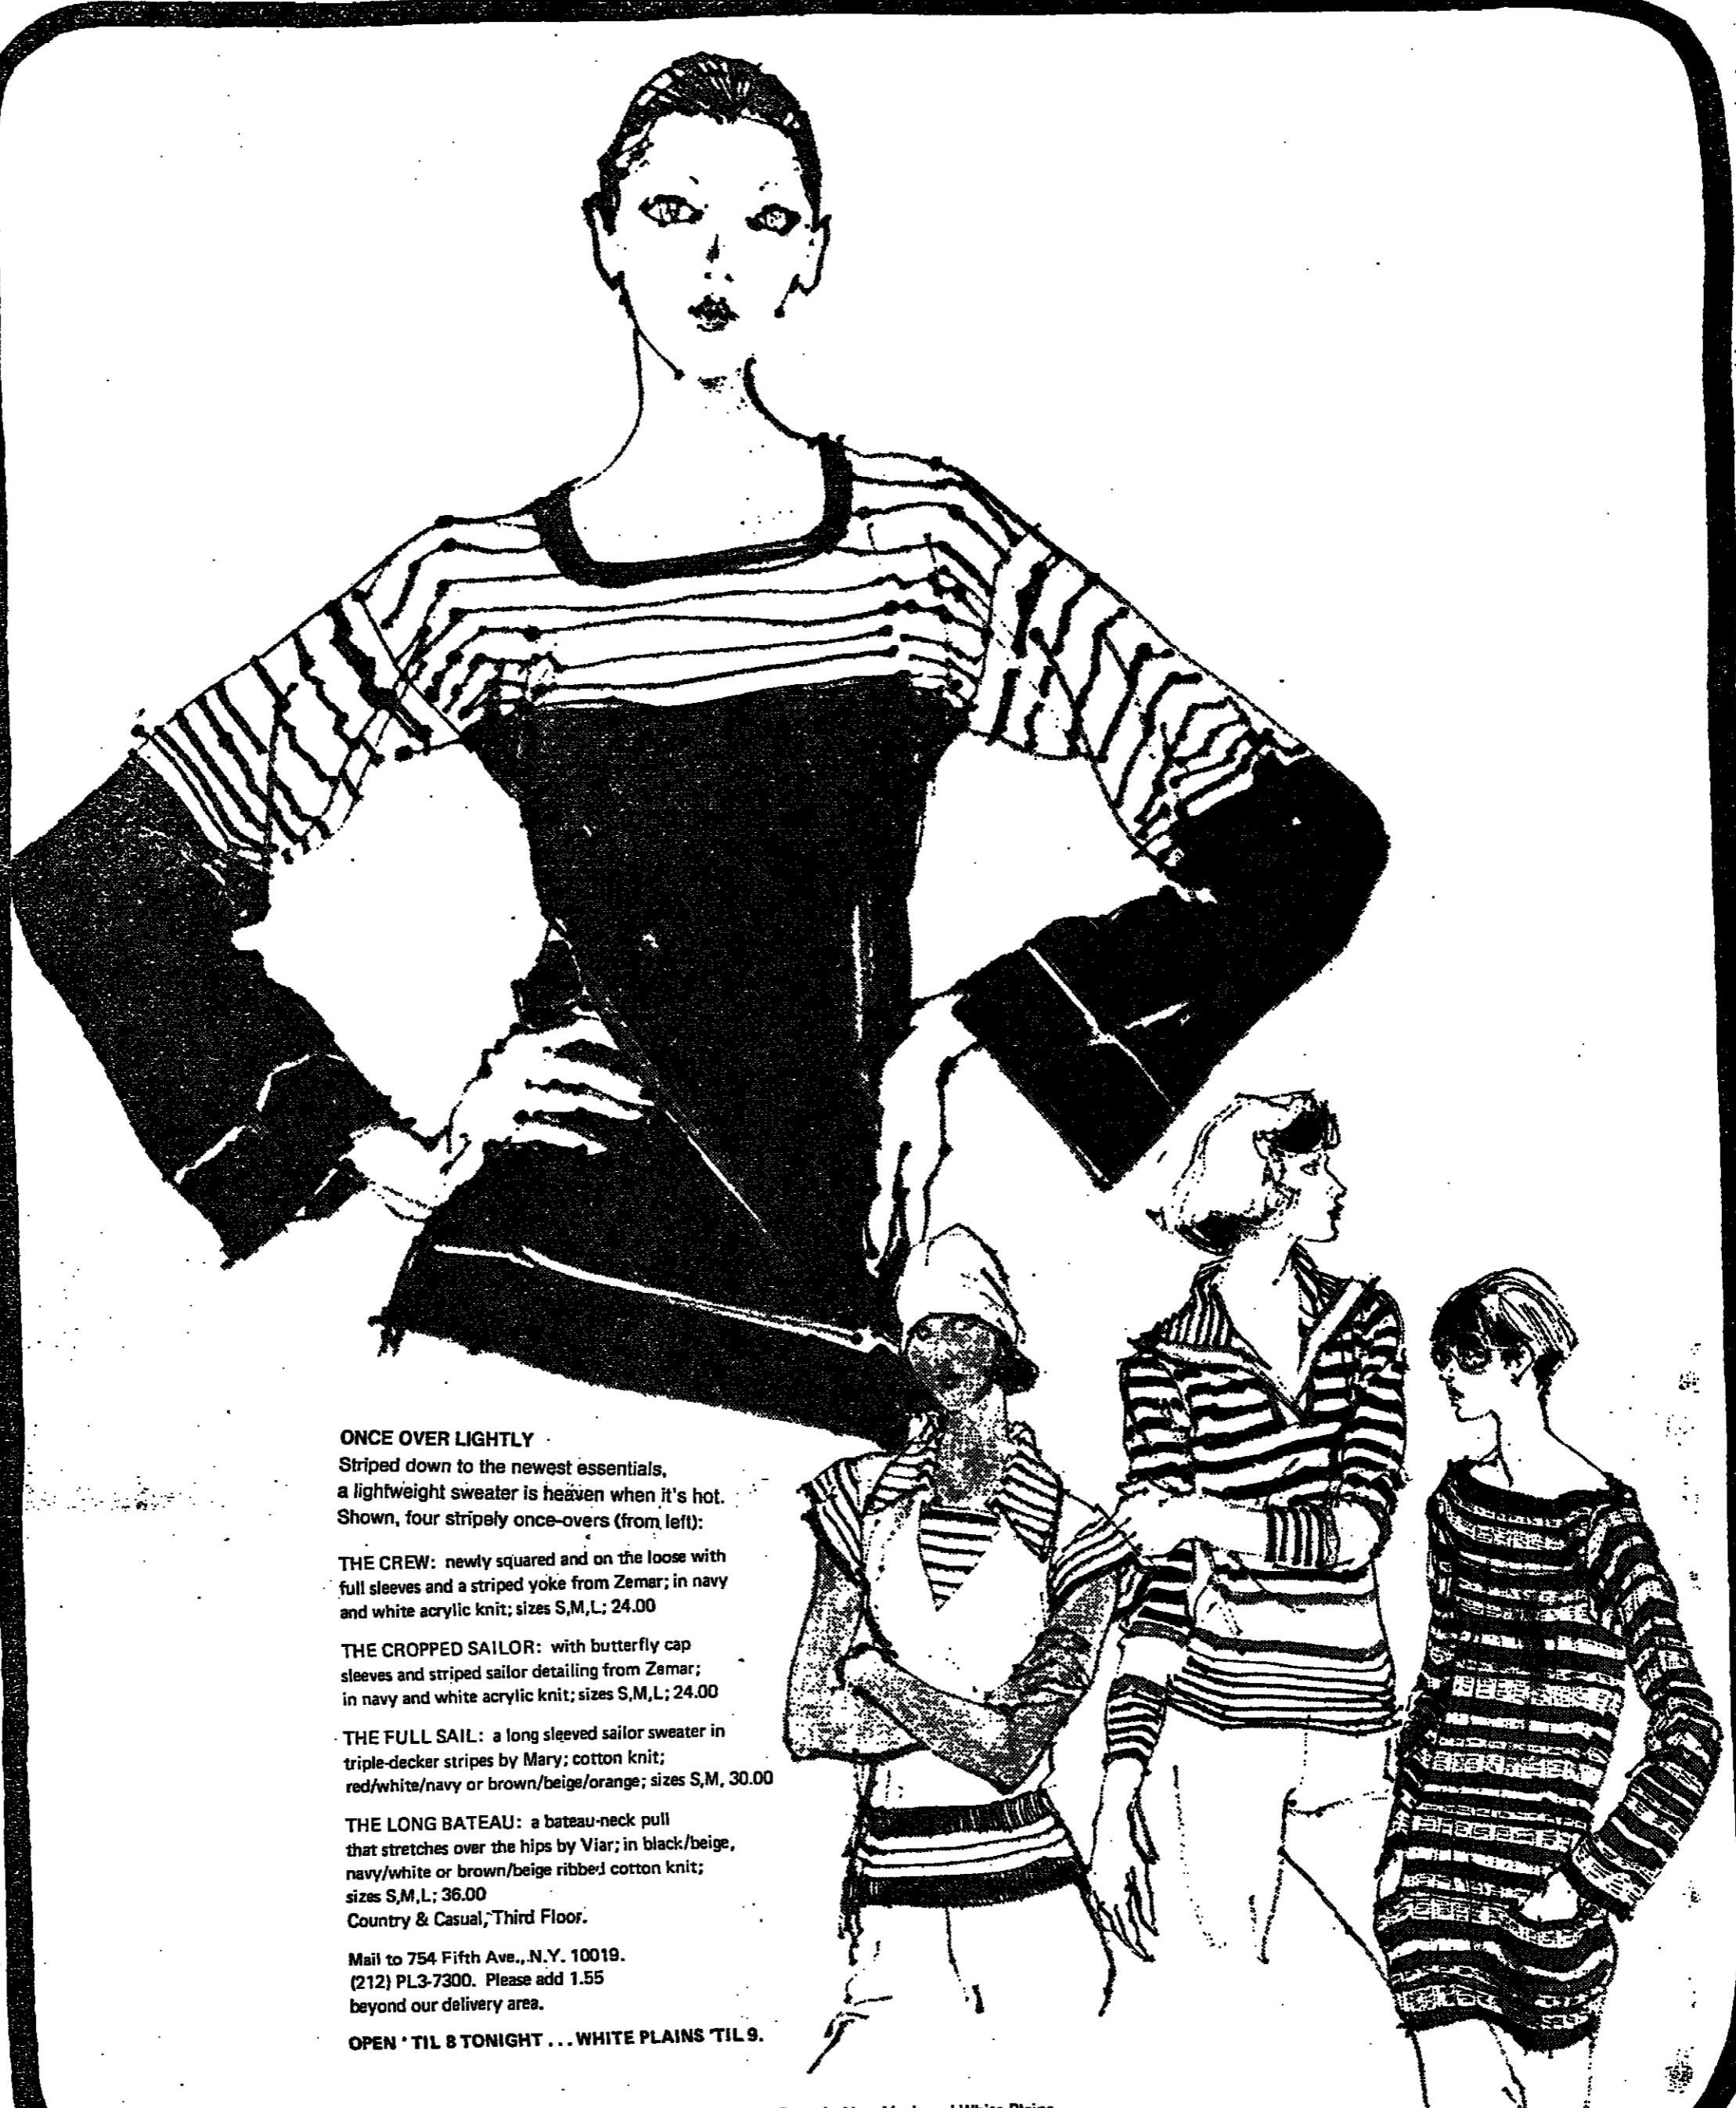 ONCE OVER LIGHTLY
Striped down to the newest essentials,
a lightweight sweater is heaven when it's hot.
Shown, four stripely once-overs (from left):
THE CREW: newly squared and on the loose with
full sleeves and a striped yoke from Zemar; in navy
and white acrylic knit; sizes S,M,L; 24.00
THE CROPPED SAILOR: with butterfly cap
sleeves and striped sailor detailing from Zemar;
in navy and white acrylic knit; sizes S,M,L; 24.00
THE FULL SAIL: a long sleeved sailor sweater in
triple-decker stripes by Mary; cotton knit;
red/white/navy or brown/beige/orange; sizes S,M, 30.00
THE LONG BATEAU: a bateau-neck pull
that stretches over the hips by Viar; in black/beige,
navy/white or brown/beige ribbed cotton knit;
sizes S,M,L; 36.00
Country & Casual, Third Floor.
Mail to 754 Fifth Ave., N.Y. 10019.
(212) PL3-7300. Please add 1.55
beyond our delivery area.
OPEN 'TIL 8 TONIGHT ... WHITE PLAINS 'TIL 9.
White Plains